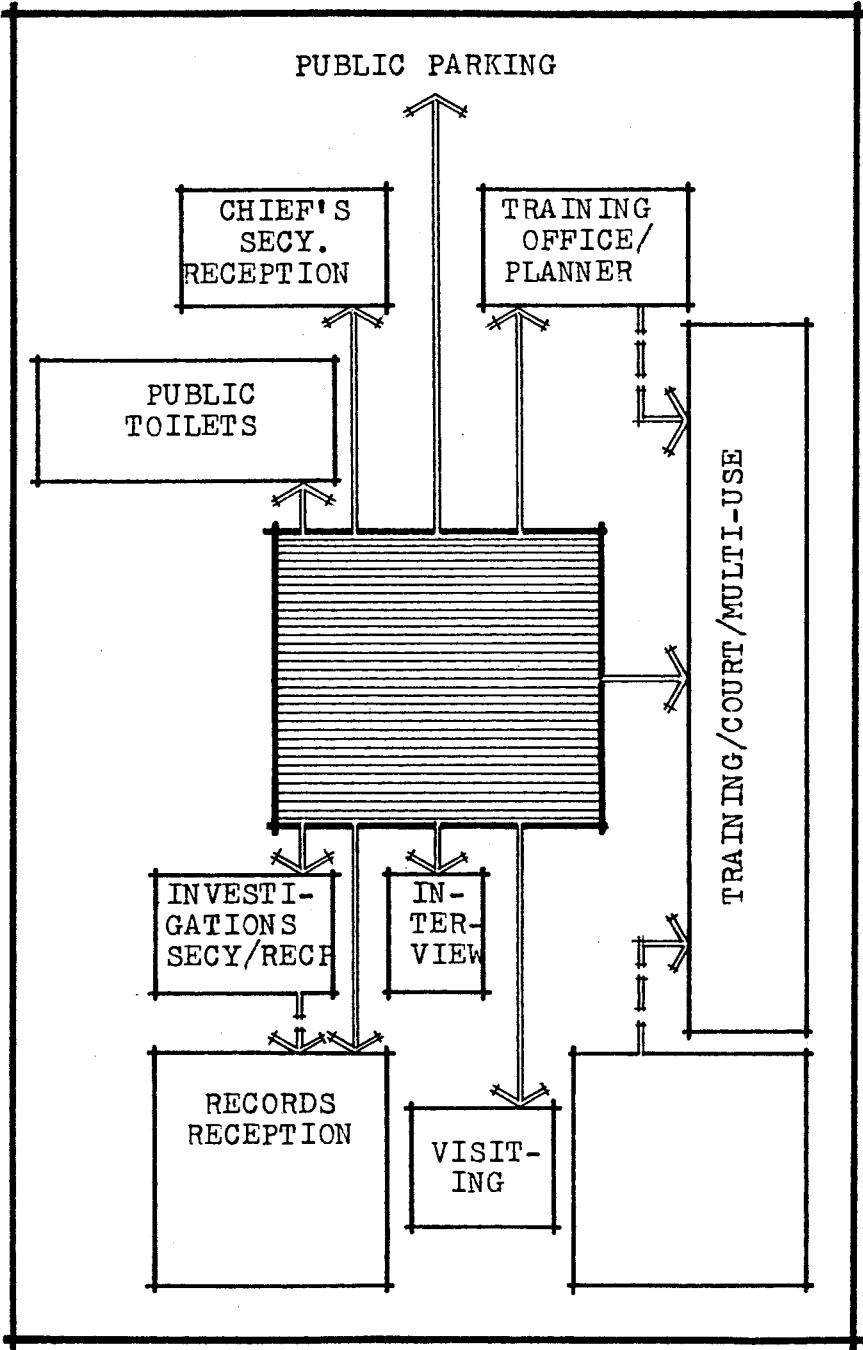 PUBLIC PARKING
CHIEF'S
SECY.
RECEPTION
TRAINING
OFFICE/
PLANNER
PUBLIC
TOILETS
TRAINING/COURT/MULTI-USE
INVESTI-
GATIONS
SECY/RECP
IN-
TER-
VIEW
RECORDS
RECEPTION
VISIT-
ING